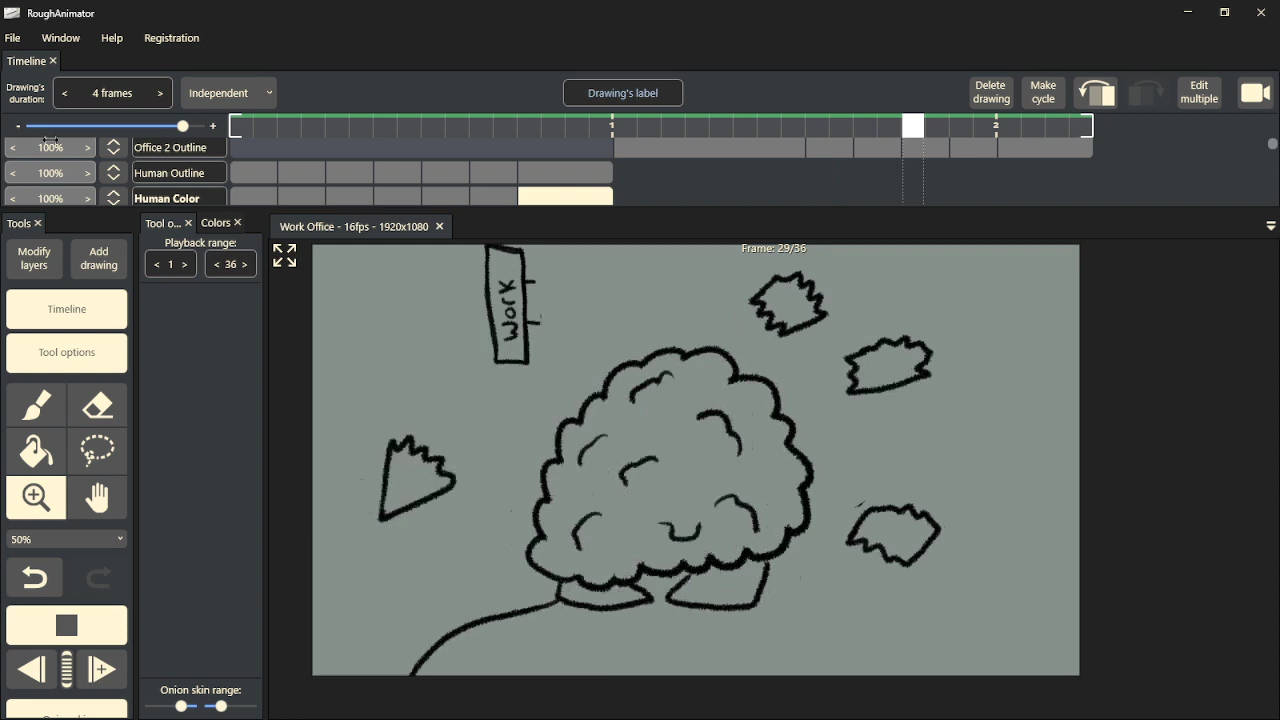 RoughAnimator
File Window Help Registration
Timeline ×
Drawing's duration: < 4 frames > Independent Drawing's label Delete drawing Make cycle Edit multiple
- + 1 2
< 100% > Office 2 Outline
< 100% > Human Outline
< 100% > Human Color
Tools × Tool o... × Colors × Work Office - 16fps - 1920x1080 ×
Modify layers
Add drawing
Timeline
Tool options
50%
Playback range:
< 1 > < 36 >
Onion skin range:
Frame: 29/36
Work